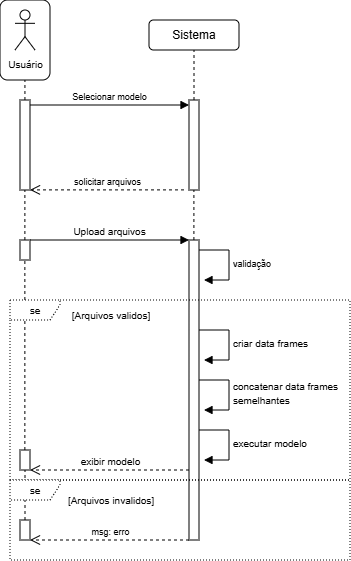 Usuário
Sistema
Selecionar modelo
solicitar arquivos
Upload arquivos
validação
se
[Arquivos validos]
criar data frames
concatenar data frames
semelhantes
executar modelo
exibir modelo
se
[Arquivos invalidos]
msg: erro